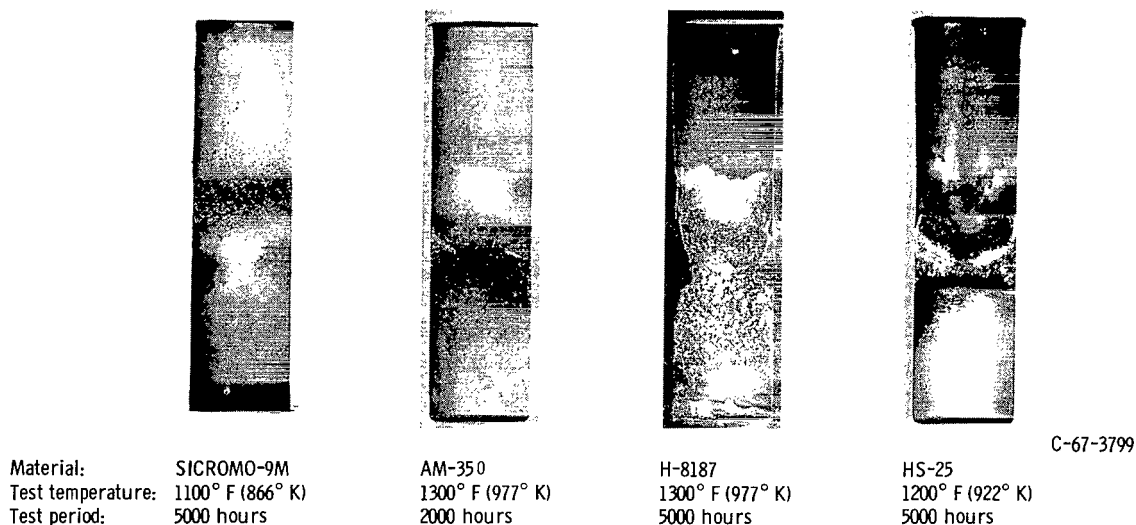 C-67-3799
Material: SICROMO-9M AM-350 H-8187 HS-25
Test temperature: 1100° F (866° K) 1300° F (977° K) 1300° F (977° K) 1200° F (922° K)
Test period: 5000 hours 2000 hours 5000 hours 5000 hours